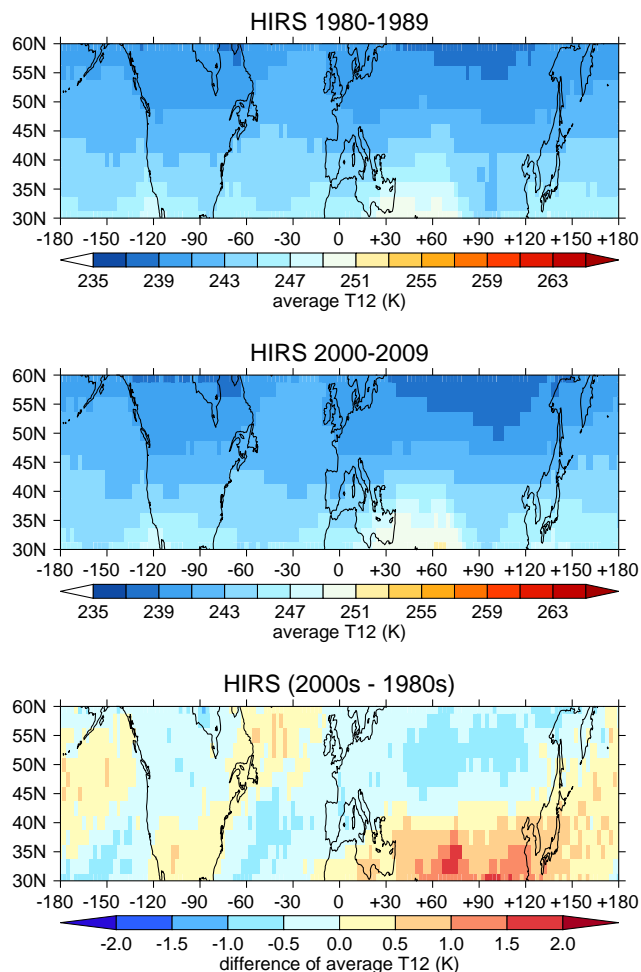 HIRS 1980-1989
60N
55N
50N
45N
40N
35N
30N
-180 -150 -120 -90 -60 -30 0 +30 +60 +90 +120 +150 +180
235 239 243 247 251 255 259 263
average T12 (K)
HIRS 2000-2009
60N
55N
50N
45N
40N
35N
30N
-180 -150 -120 -90 -60 -30 0 +30 +60 +90 +120 +150 +180
235 239 243 247 251 255 259 263
average T12 (K)
HIRS (2000s - 1980s)
60N
55N
50N
45N
40N
35N
30N
-180 -150 -120 -90 -60 -30 0 +30 +60 +90 +120 +150 +180
-2.0 -1.5 -1.0 -0.5 0.0 0.5 1.0 1.5 2.0
difference of average T12 (K)